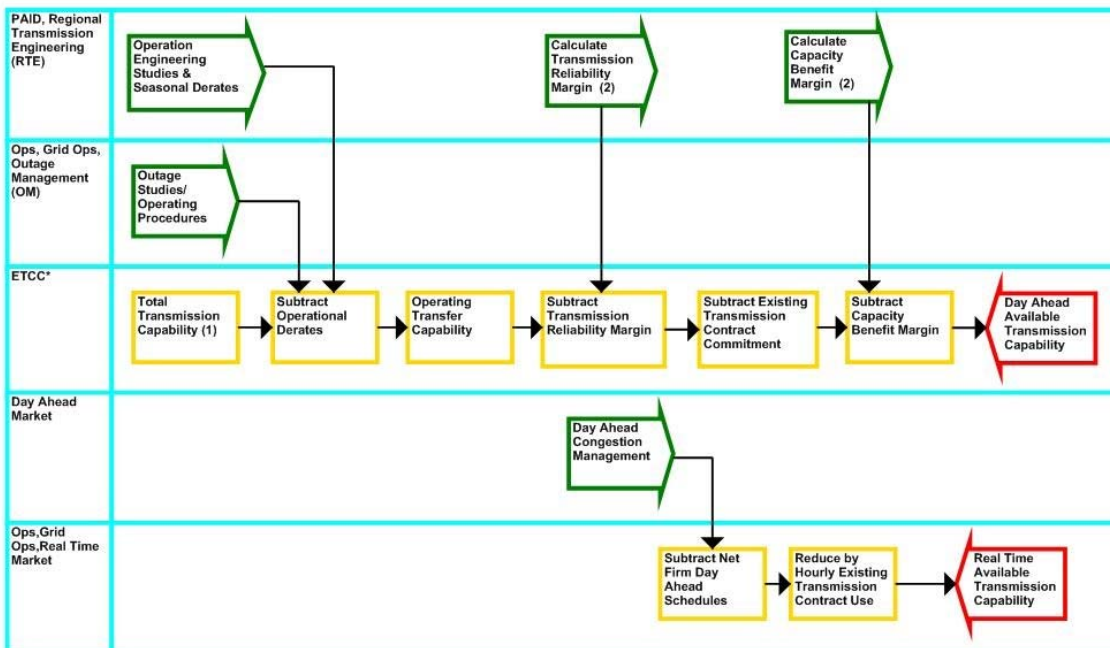 PAID, Regional
Transmission
Engineering
(RTE)
Operation
Engineering
Studies &
Seasonal Derates
Calculate
Transmission
Reliability
Margin (2)
Calculate
Capacity
Benefit
Margin (2)
Ops, Grid Ops,
Outage
Management
(OM)
Outage
Studies/
Operating
Procedures
ETCC*
Total
Transmission
Capability (1)
Subtract
Operational
Derates
Operating
Transfer
Capability
Subtract
Transmission
Reliability Margin
Subtract Existing
Transmission
Contract
Commitment
Subtract
Capacity
Benefit Margin
Day Ahead
Available
Transmission
Capability
Day Ahead
Market
Day Ahead
Congestion
Management
Ops,Grid
Ops,Real Time
Market
Subtract Net
Firm Day
Ahead
Schedules
Reduce by
Hourly Existing
Transmission
Contract Use
Real Time
Available
Transmission
Capability